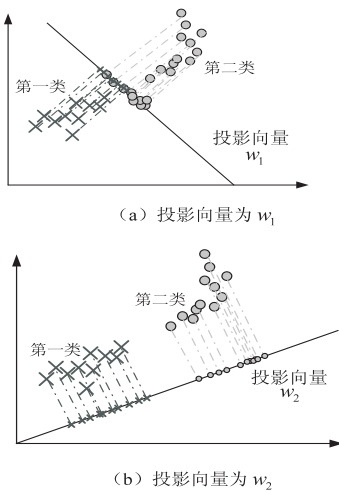 第一类
第二类
投影向量
w₁
（a）投影向量为 w₁
第二类
第一类
投影向量
w₂
（b）投影向量为 w₂